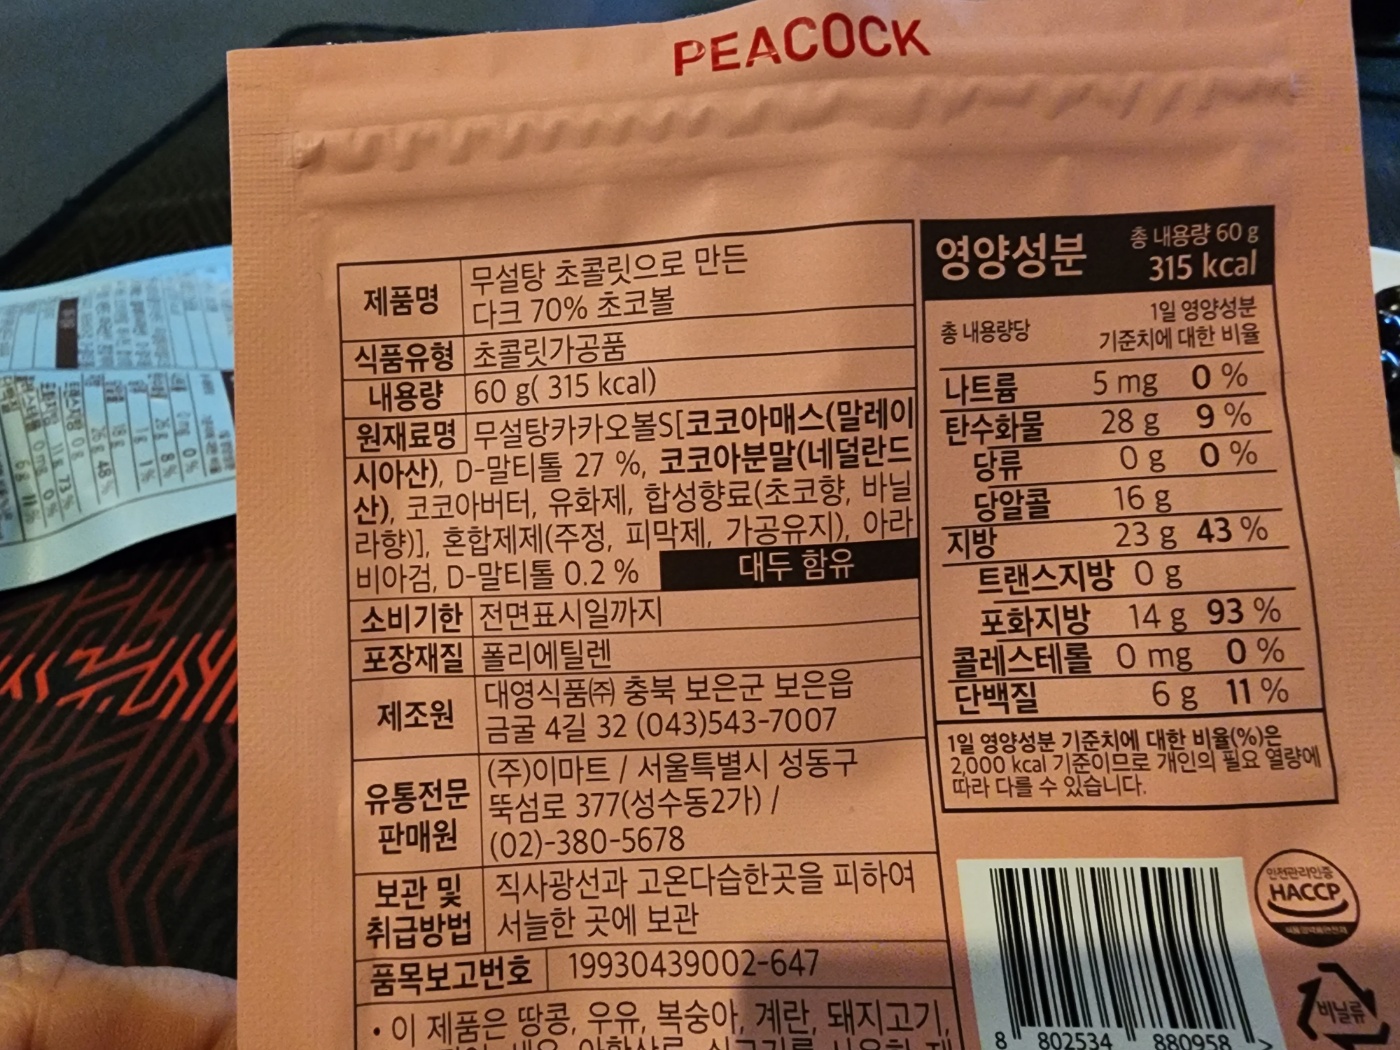 PEACOCK
제품명
무설탕 초콜릿으로 만든
다크 70% 초코볼
식품유형 초콜릿가공품
내용량 60 g( 315 kcal)
원재료명 무설탕카카오볼S[코코아매스(말레이
시아산), D-말티톨 27 %, 코코아분말(네덜란드
산), 코코아버터, 유화제, 합성향료(초코향, 바닐
라향)], 혼합제제(주정, 피막제, 가공유지), 아라
비아검, D-말티톨 0.2 % 대두 함유
소비기한 전면표시일까지
포장재질 폴리에틸렌
제조원
대영식품㈜ 충북 보은군 보은읍
금굴 4길 32 (043)543-7007
유통전문
판매원
(주)이마트 / 서울특별시 성동구
뚝섬로 377(성수동2가) /
(02)-380-5678
보관 및
취급방법
직사광선과 고온다습한곳을 피하여
서늘한 곳에 보관
품목보고번호 19930439002-647
• 이 제품은 땅콩, 우유, 복숭아, 계란, 돼지고기,
영양성분
총 내용량 60 g
315 kcal
총 내용량당
1일 영양성분
기준치에 대한 비율
나트륨 5 mg 0 %
탄수화물 28 g 9 %
당류 0 g 0 %
당알콜 16 g
지방 23 g 43 %
트랜스지방 0 g
포화지방 14 g 93 %
콜레스테롤 0 mg 0 %
단백질 6 g 11 %
1일 영양성분 기준치에 대한 비율(%)은
2,000 kcal 기준이므로 개인의 필요 열량에
따라 다를 수 있습니다.
안전관리인증
HACCP
비닐류
8 802534 880958 >